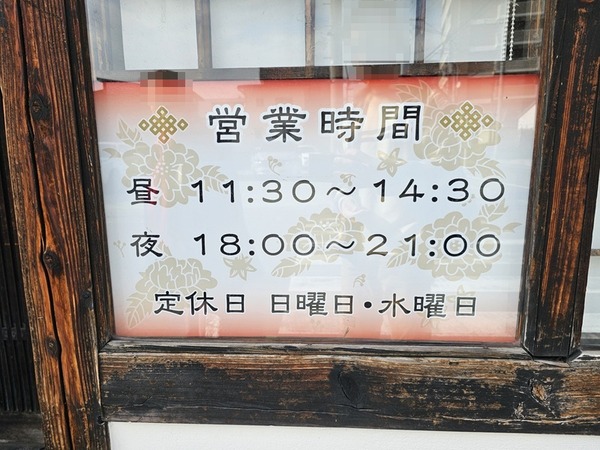 営業時間
昼 11:30～14:30
夜 18:00～21:00
定休日 日曜日・水曜日